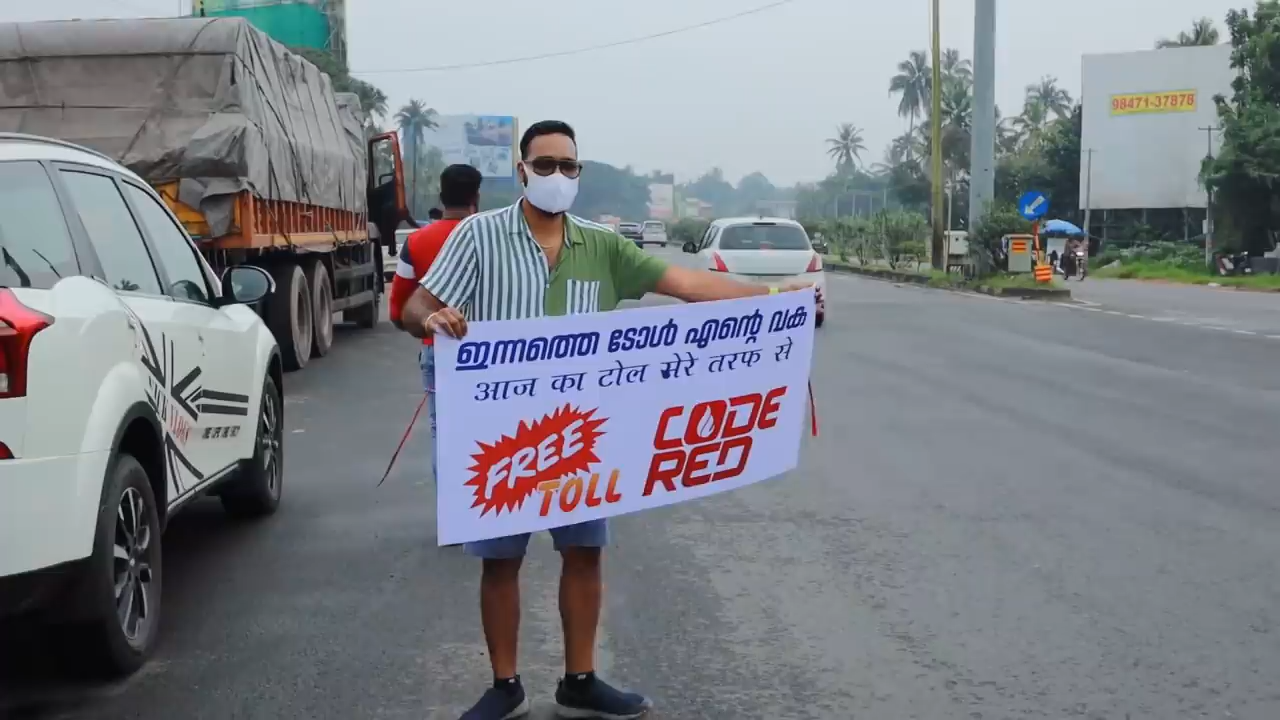 98471-37878
ഇന്നത്തെ ടോൾ എന്റെ വക
आज का टोल मेरे तरफ से
FREE
TOLL
CODE
RED